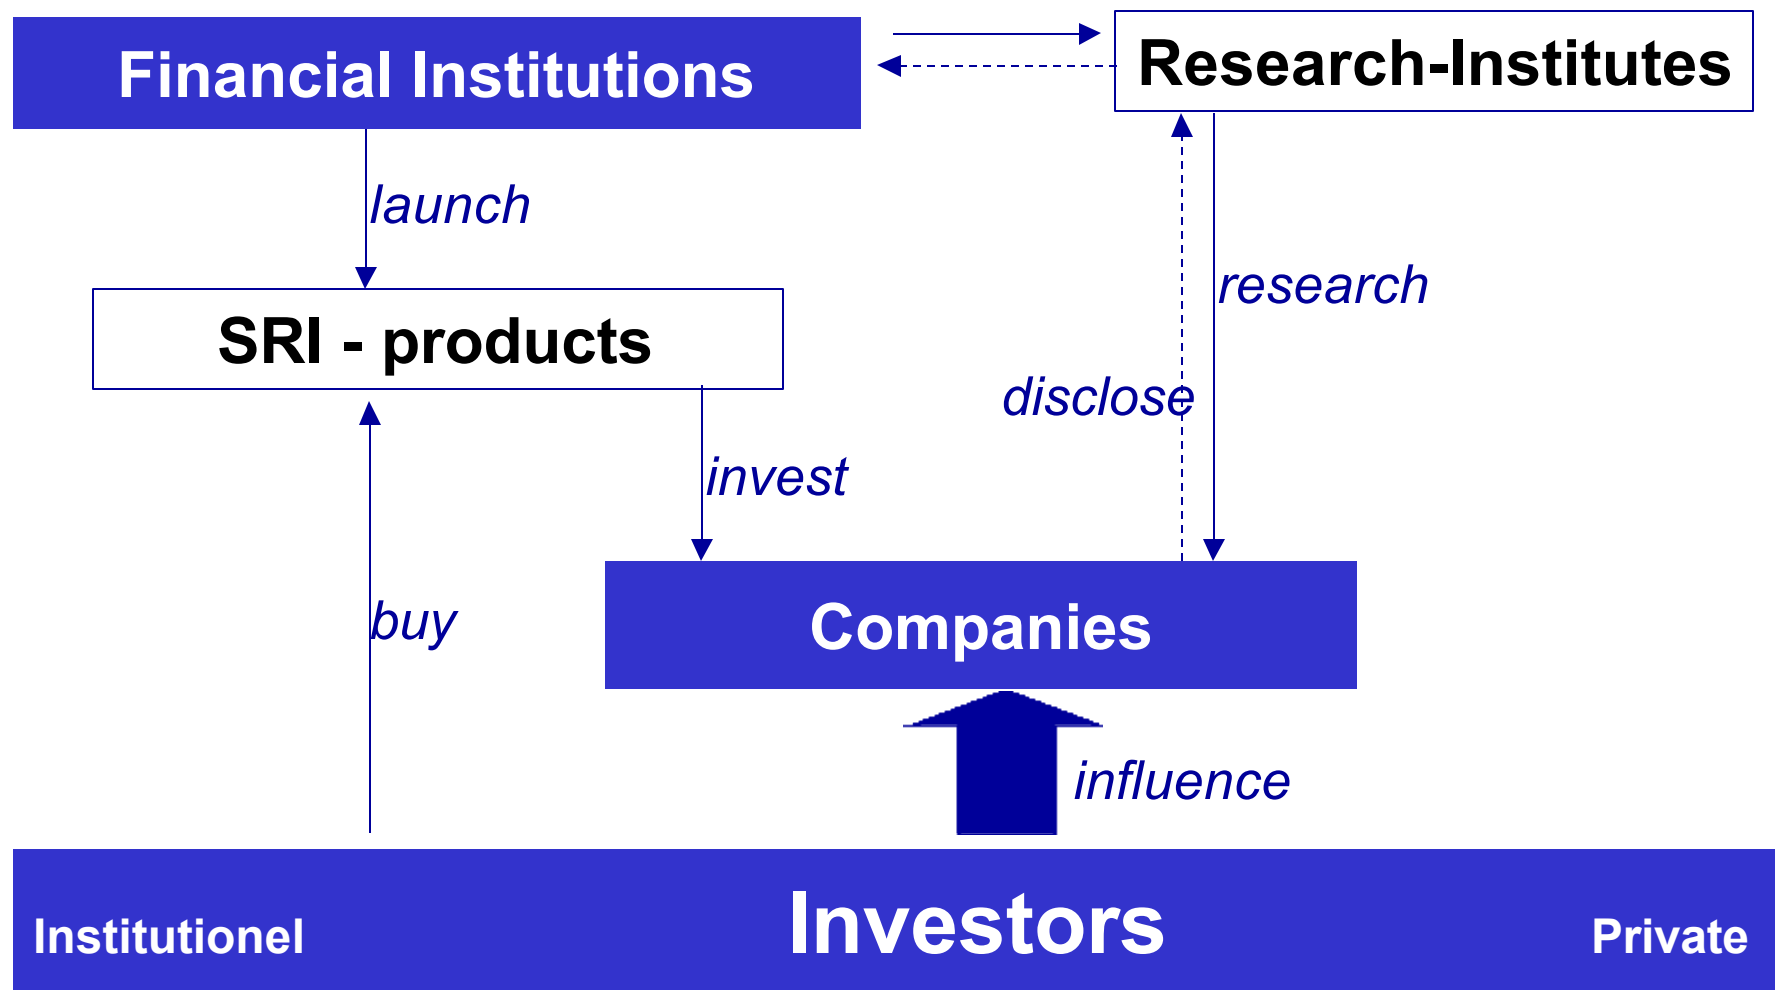 Financial Institutions
Research-Institutes
launch
research
SRI - products
disclose
invest
buy
Companies
influence
Institutionel
Investors
Private